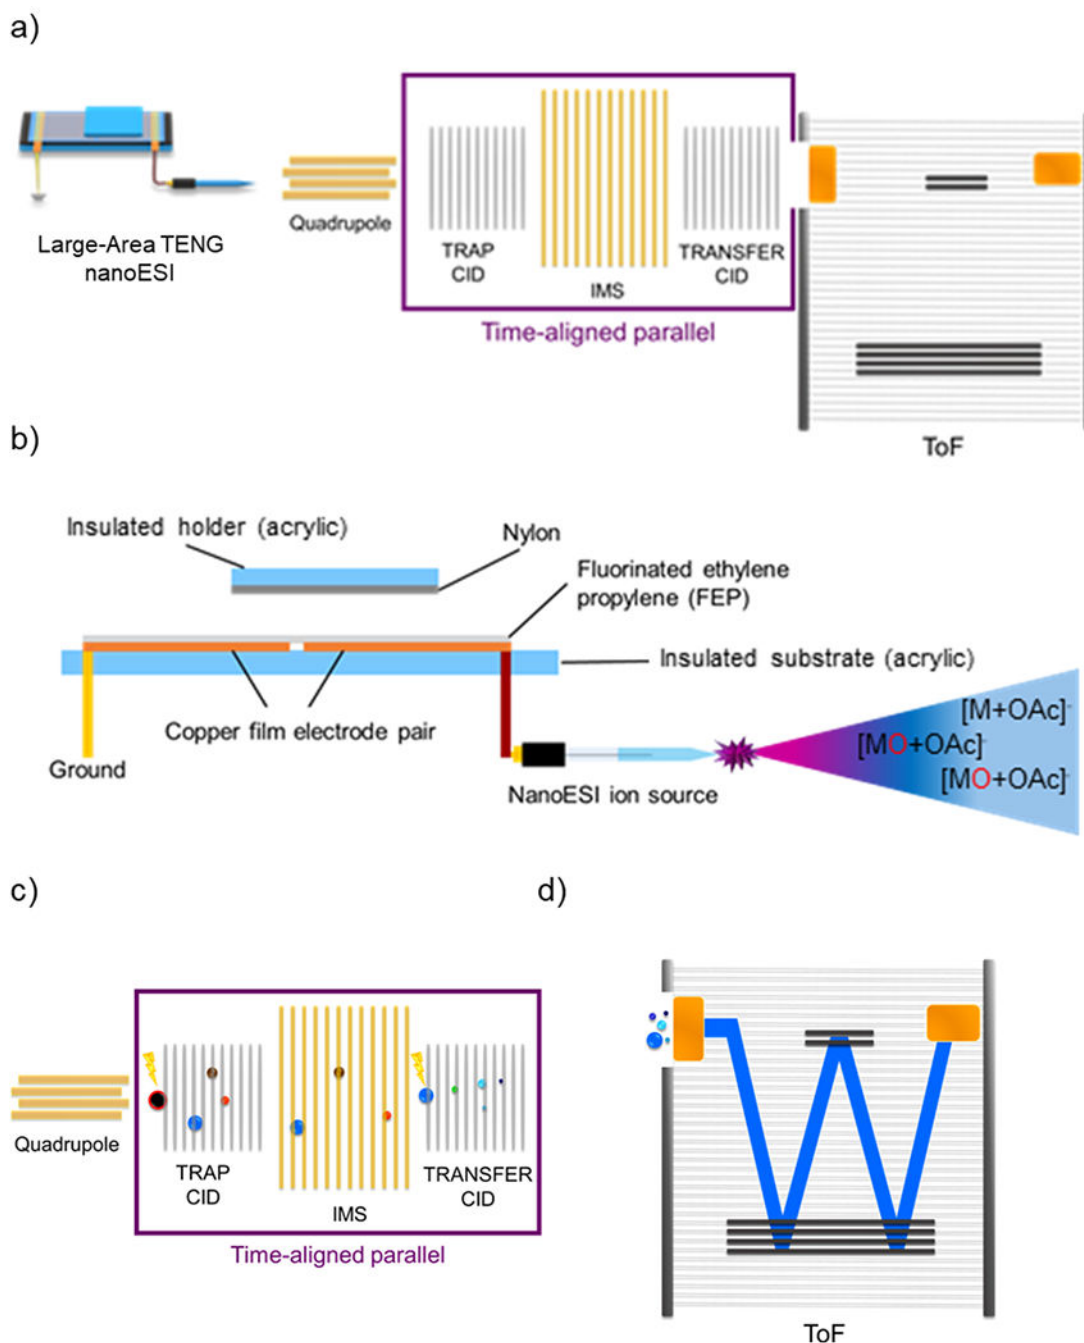 a)
Large-Area TENG
nanoESI
Quadrupole
TRAP
CID
IMS
TRANSFER
CID
Time-aligned parallel
ToF
b)
Insulated holder (acrylic)
Nylon
Fluorinated ethylene
propylene (FEP)
Insulated substrate (acrylic)
Copper film electrode pair
Ground
NanoESI ion source
[M+OAc]⁻
[MO+OAc]⁻
[MO+OAc]⁻
c)
Quadrupole
TRAP
CID
IMS
TRANSFER
CID
Time-aligned parallel
d)
ToF